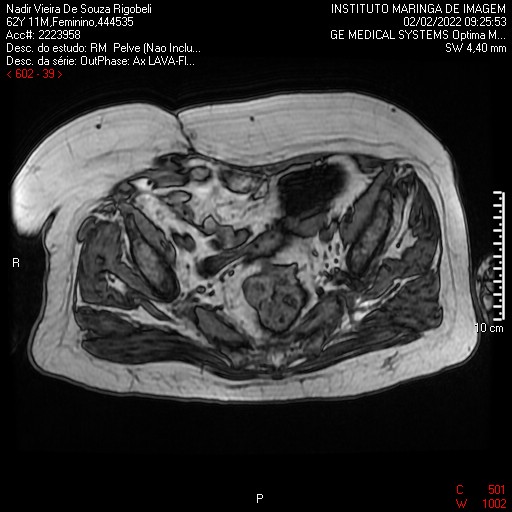 Nadir Vieira De Souza Rigobeli
62Y 11M,Feminino,444535
Acc#: 2223958
Desc. do estudo: RM Pelve (Nao Inclu...
Desc. da série: OutPhase: Ax LAVA-Fl...
< 602 - 39 >
INSTITUTO MARINGA DE IMAGEM
02/02/2022 09:25:53
GE MEDICAL SYSTEMS Optima M...
SW 4,40 mm
R
10 cm
P
C 501
W 1002